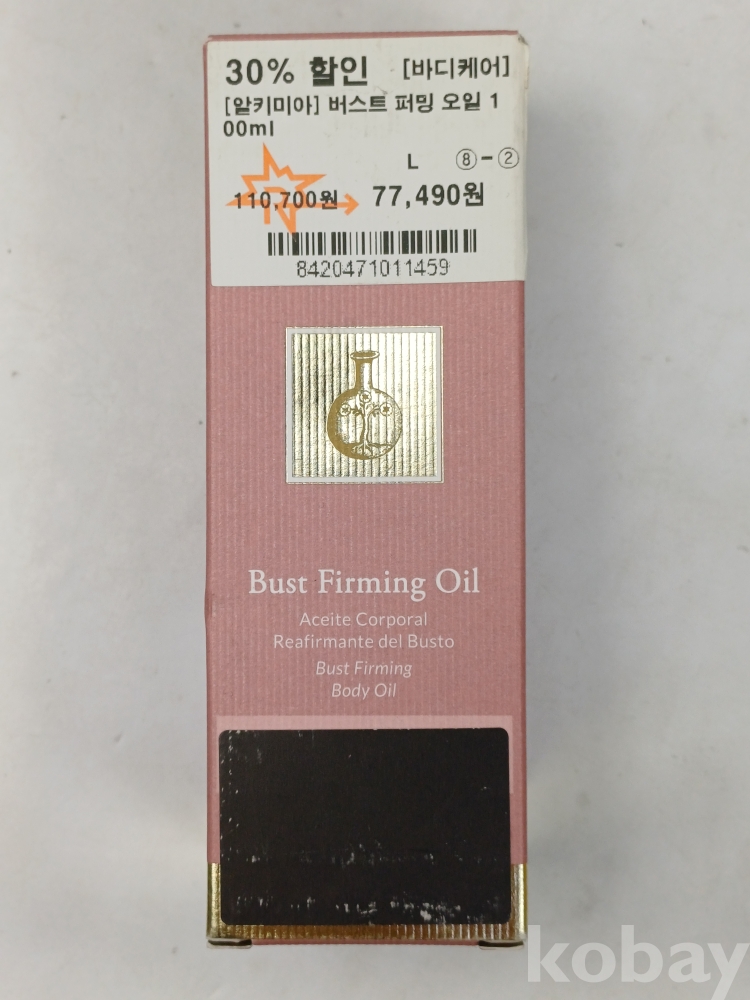 30% 할인 [바디케어]
[알키미아] 버스트 퍼밍 오일 1
00ml
L ⑧-②
110,700원 77,490원
8420471011459
Bust Firming Oil
Aceite Corporal
Reafirmante del Busto
Bust Firming
Body Oil
kobay